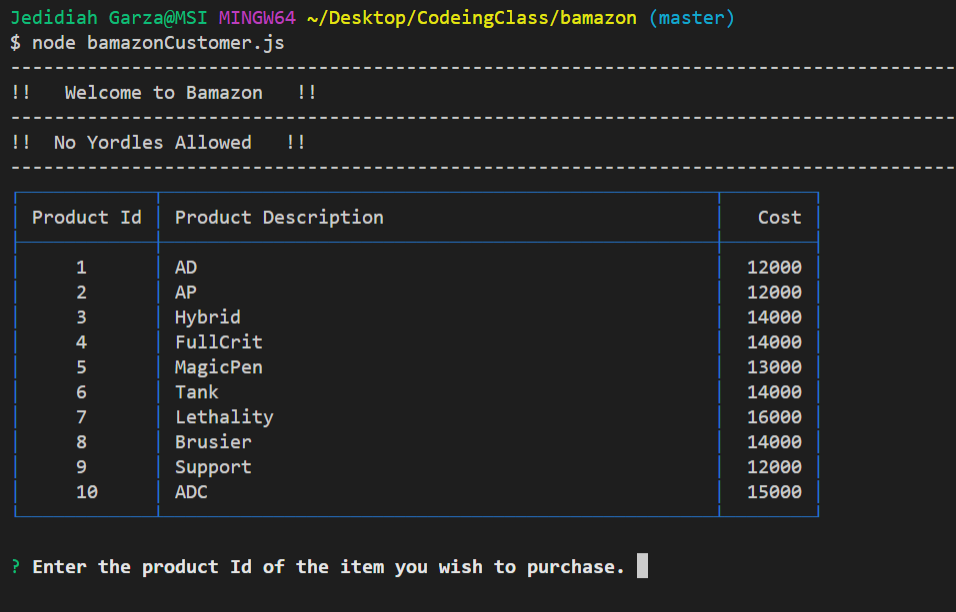 Jedidiah Garza@MSI MINGW64 ~/Desktop/CodeingClass/bamazon (master)
$ node bamazonCustomer.js
--------------------------------------------------------------------------------------
!!   Welcome to Bamazon   !!
--------------------------------------------------------------------------------------
!!  No Yordles Allowed   !!
--------------------------------------------------------------------------------------
Product Id Product Description Cost
1 AD 12000
2 AP 12000
3 Hybrid 14000
4 FullCrit 14000
5 MagicPen 13000
6 Tank 14000
7 Lethality 16000
8 Brusier 14000
9 Support 12000
10 ADC 15000
? Enter the product Id of the item you wish to purchase.